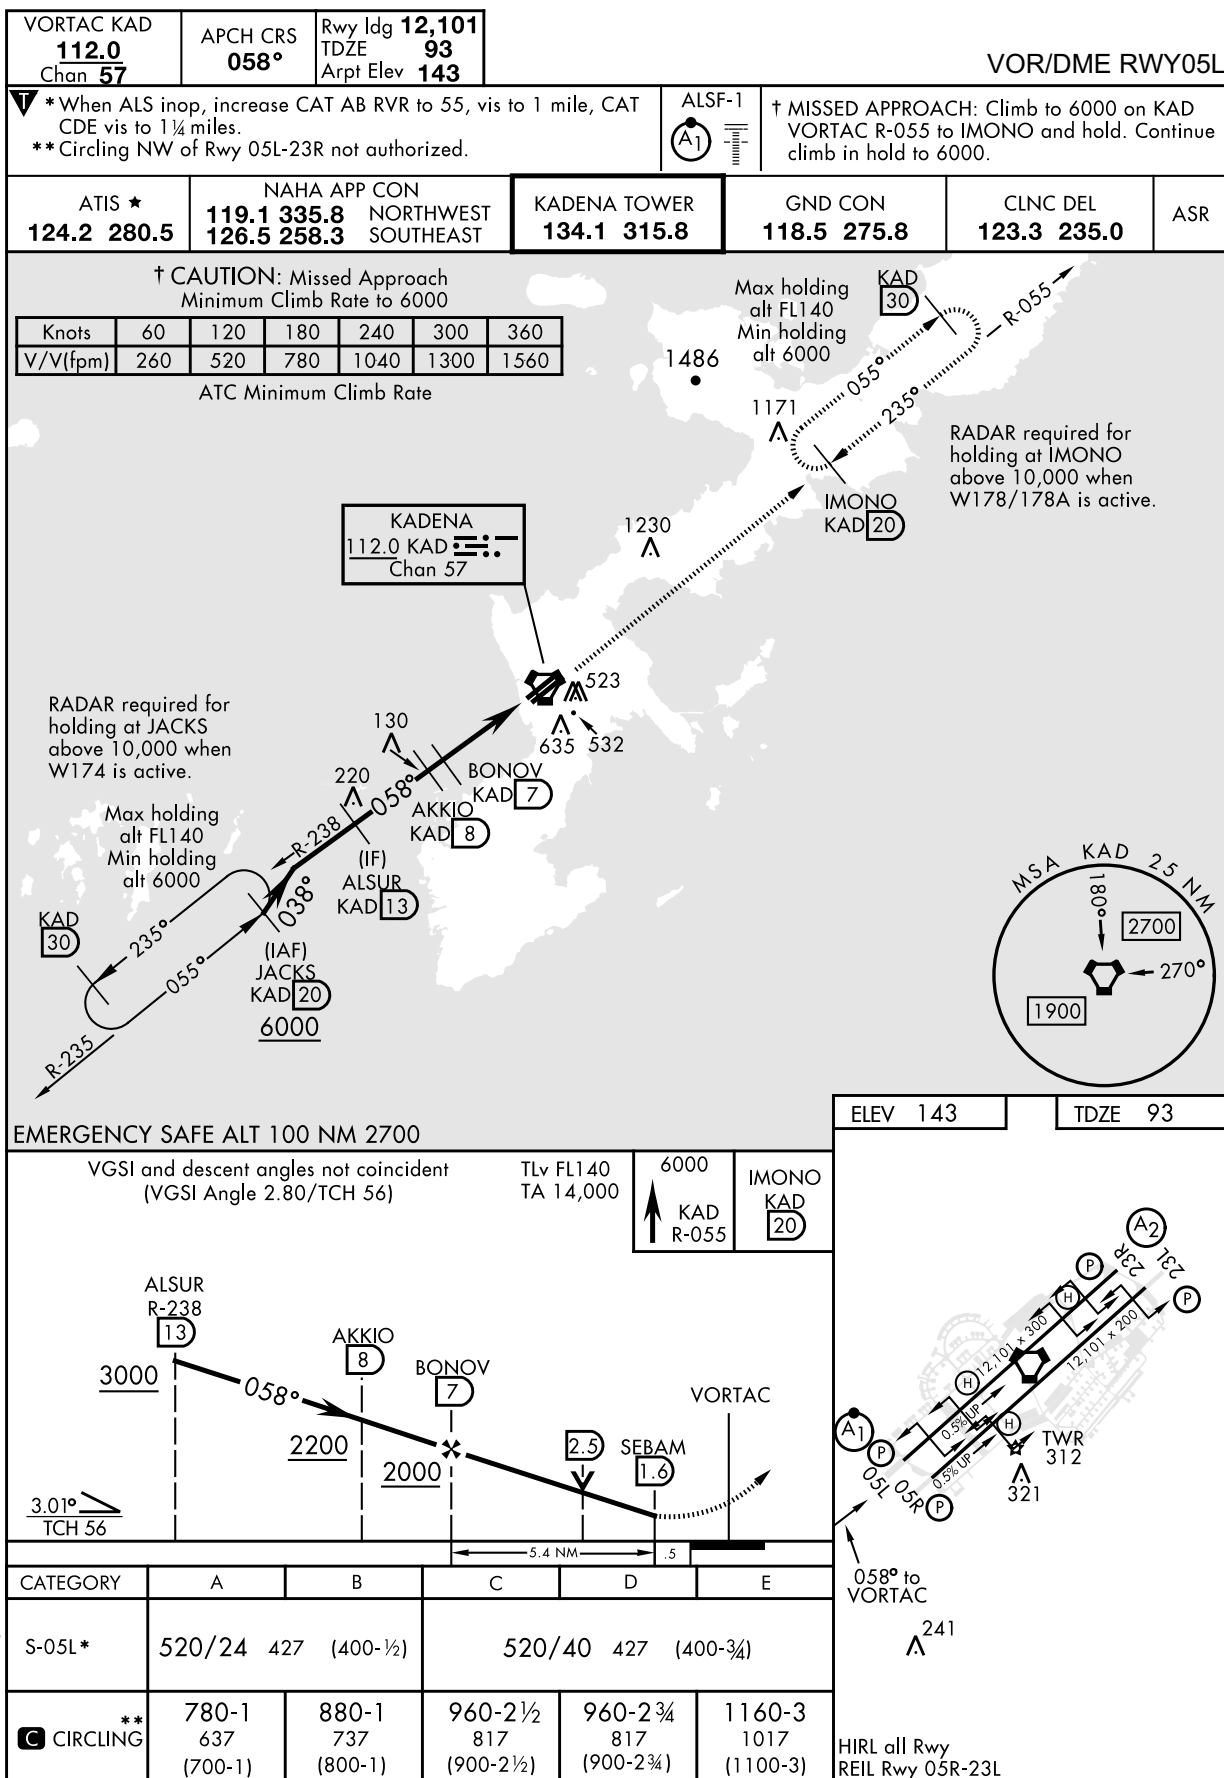 VORTAC KAD
112.0
Chan 57
APCH CRS
058°
Rwy ldg 12,101
TDZE 93
Arpt Elev 143
VOR/DME RWY05L
T * When ALS inop, increase CAT AB RVR to 55, vis to 1 mile, CAT
CDE vis to 1¼ miles.
** Circling NW of Rwy 05L-23R not authorized.
ALSF-1
A1
† MISSED APPROACH: Climb to 6000 on KAD
VORTAC R-055 to IMONO and hold. Continue
climb in hold to 6000.
ATIS ★
124.2 280.5
NAHA APP CON
119.1 335.8 NORTHWEST
126.5 258.3 SOUTHEAST
KADENA TOWER
134.1 315.8
GND CON
118.5 275.8
CLNC DEL
123.3 235.0
ASR
† CAUTION: Missed Approach
Minimum Climb Rate to 6000
Knots 60 120 180 240 300 360
V/V(fpm) 260 520 780 1040 1300 1560
ATC Minimum Climb Rate
Max holding
alt FL140
Min holding
alt 6000
KAD
30
R-055
1486
055°
235°
1171
RADAR required for
holding at IMONO
above 10,000 when
W178/178A is active.
IMONO
KAD 20
1230
KADENA
112.0 KAD
Chan 57
523
635
532
RADAR required for
holding at JACKS
above 10,000 when
W174 is active.
130
BONOV
KAD 7
220
058°
AKKIO
KAD 8
R-238
(IF)
ALSUR
KAD 13
Max holding
alt FL140
Min holding
alt 6000
038°
KAD
30
235°
055°
(IAF)
JACKS
KAD 20
6000
R-235
MSA KAD 25 NM
180°
2700
270°
1900
EMERGENCY SAFE ALT 100 NM 2700
ELEV 143
TDZE 93
VGSI and descent angles not coincident
(VGSI Angle 2.80/TCH 56)
TLv FL140
TA 14,000
6000
KAD
R-055
IMONO
KAD
20
ALSUR
R-238
13
AKKIO
8
BONOV
7
VORTAC
3000
058°
2200
2000
2.5
SEBAM
1.6
3.01°
TCH 56
5.4 NM
.5
A2
23R
23L
P
P
H
12,101 x 300
12,101 x 200
H
H
0.5% UP
0.5% UP
A1
P
P
05L
05R
TWR
312
321
058° to
VORTAC
241
CATEGORY A B C D E
S-05L* 520/24 427 (400-½) 520/40 427 (400-¾)
C CIRCLING **
780-1
637
(700-1)
880-1
737
(800-1)
960-2½
817
(900-2½)
960-2¾
817
(900-2¾)
1160-3
1017
(1100-3)
HIRL all Rwy
REIL Rwy 05R-23L